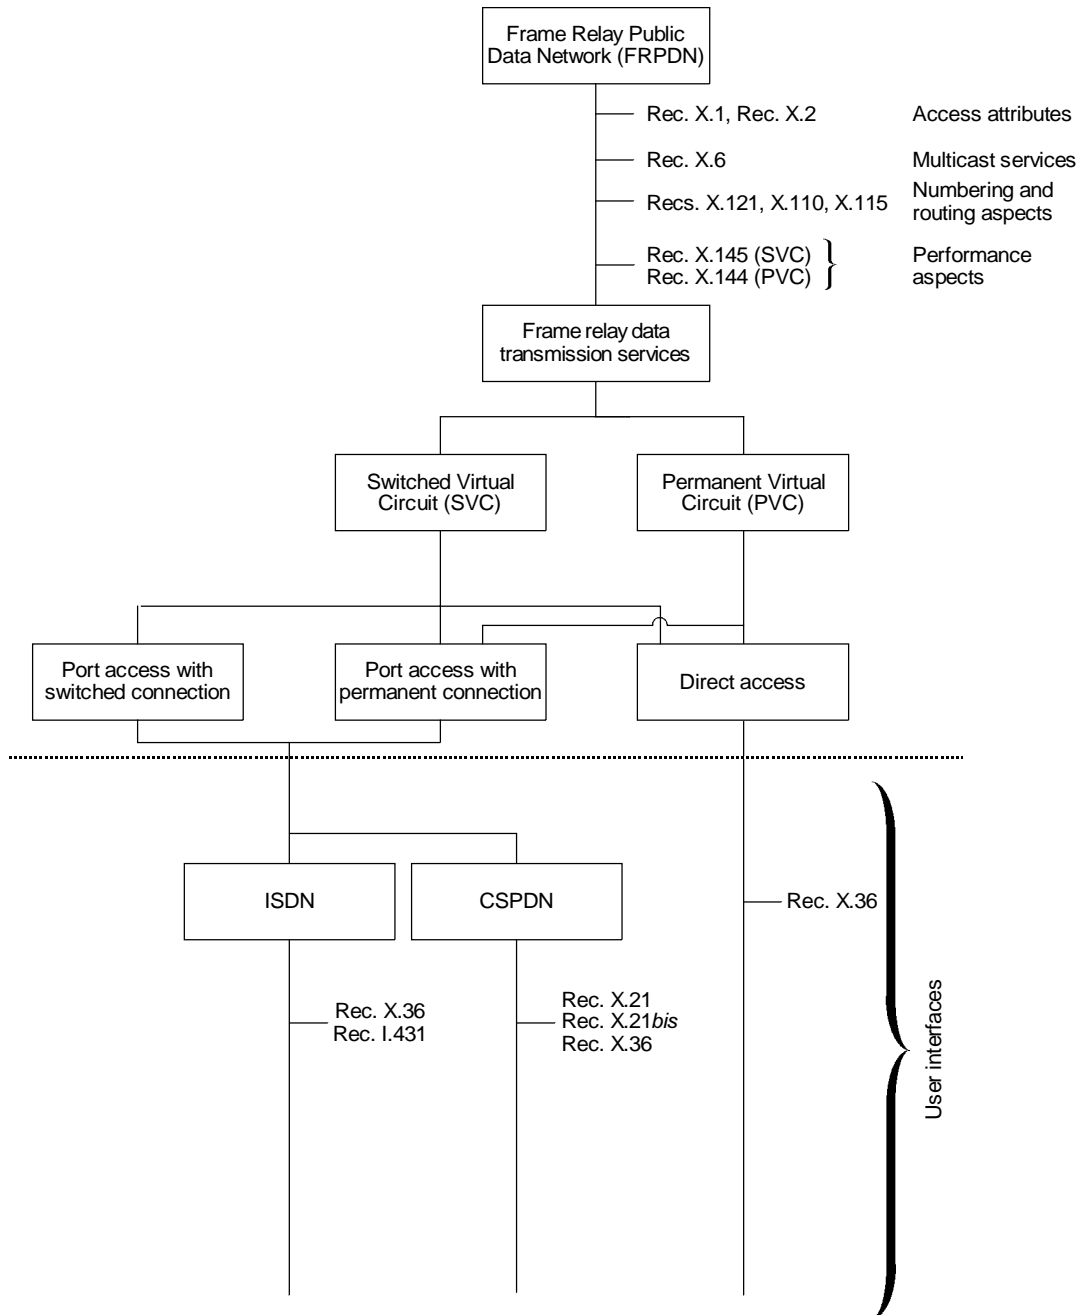 Frame Relay Public
Data Network (FRPDN)
Rec. X.1, Rec. X.2
Access attributes
Rec. X.6
Multicast services
Recs. X.121, X.110, X.115
Numbering and
routing aspects
Rec. X.145 (SVC)
Rec. X.144 (PVC)
Performance
aspects
Frame relay data
transmission services
Switched Virtual
Circuit (SVC)
Permanent Virtual
Circuit (PVC)
Port access with
switched connection
Port access with
permanent connection
Direct access
ISDN
CSPDN
Rec. X.36
Rec. X.36
Rec. I.431
Rec. X.21
Rec. X.21bis
Rec. X.36
User interfaces